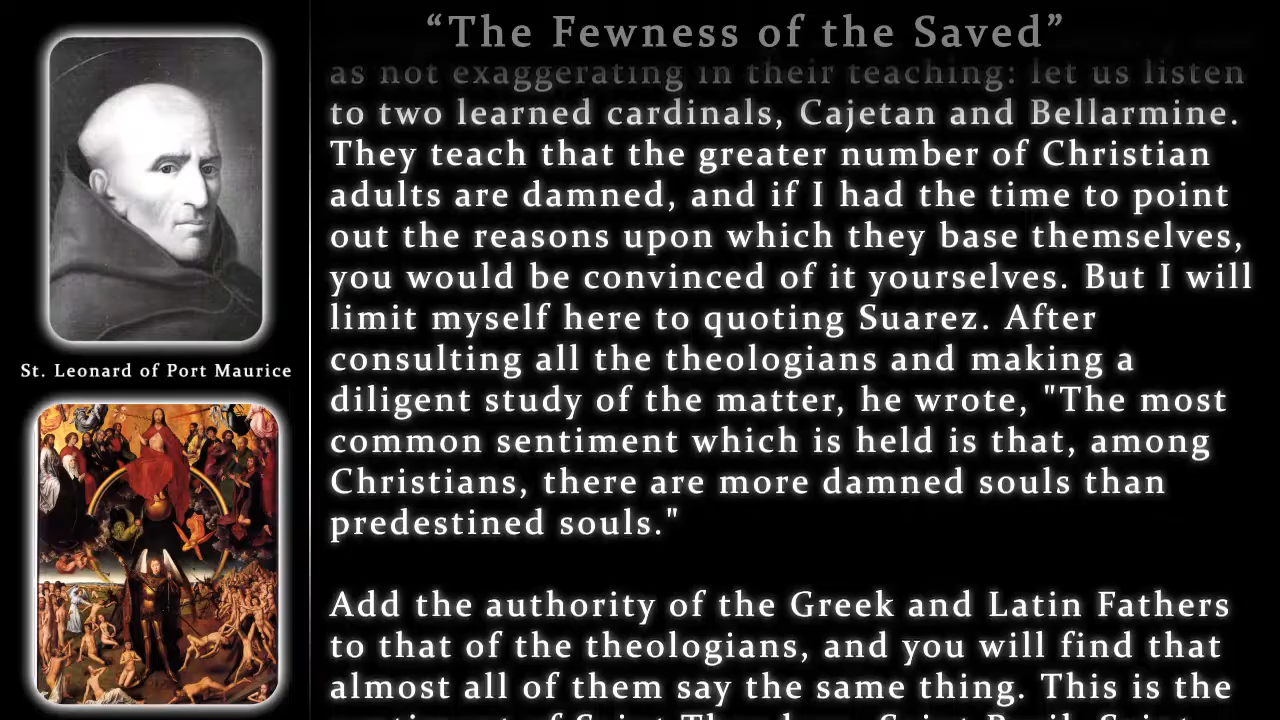 “The Fewness of the Saved”
as not exaggerating in their teaching: let us listen
to two learned cardinals, Cajetan and Bellarmine.
They teach that the greater number of Christian
adults are damned, and if I had the time to point
out the reasons upon which they base themselves,
you would be convinced of it yourselves. But I will
limit myself here to quoting Suarez. After
consulting all the theologians and making a
diligent study of the matter, he wrote, "The most
common sentiment which is held is that, among
Christians, there are more damned souls than
predestined souls."
Add the authority of the Greek and Latin Fathers
to that of the theologians, and you will find that
almost all of them say the same thing. This is the
St. Leonard of Port Maurice